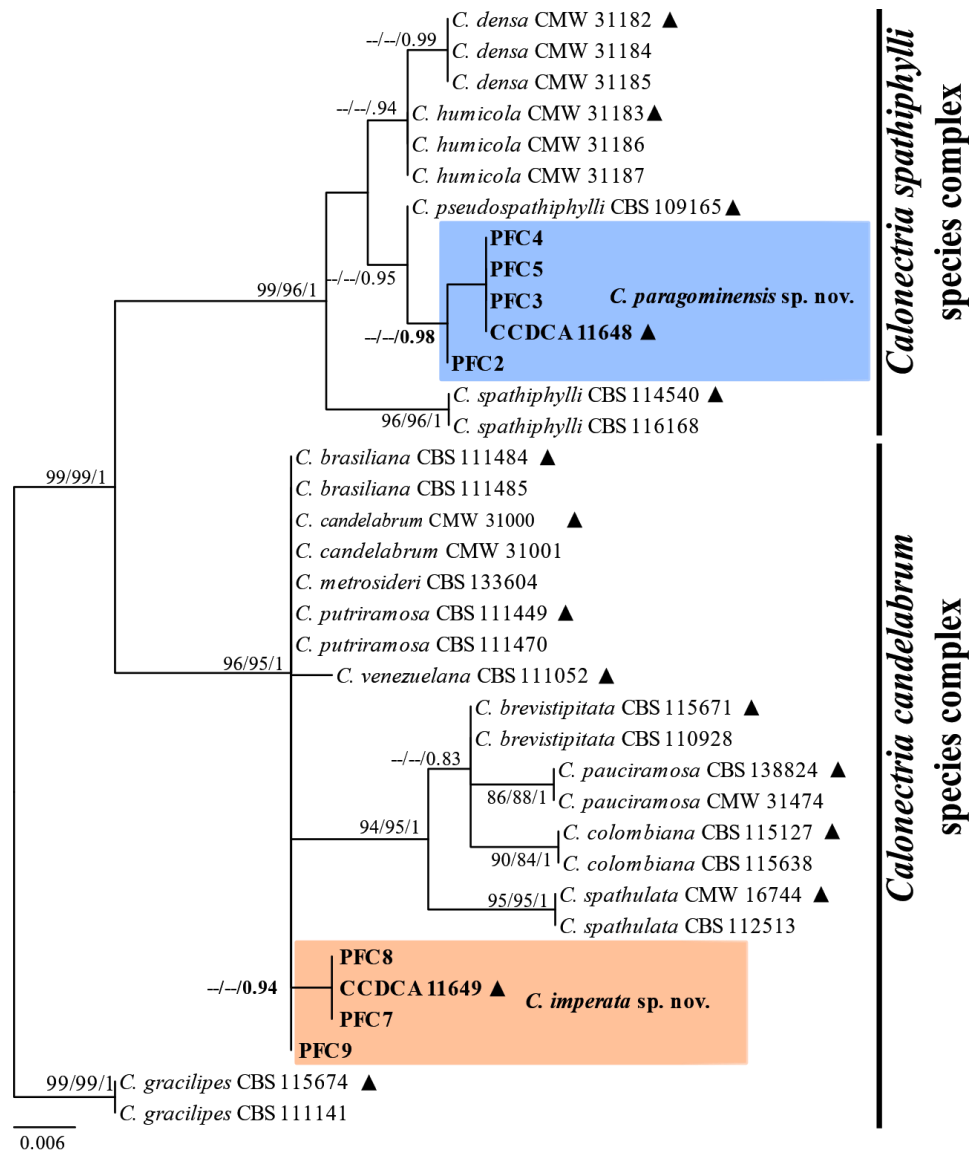 C. densa CMW 31182 ▲
--/--/0.99
C. densa CMW 31184
C. densa CMW 31185
--/--/.94
C. humicola CMW 31183▲
C. humicola CMW 31186
C. humicola CMW 31187
C. pseudospathiphylli CBS 109165▲
PFC4
PFC5
--/--/0.95
99/96/1
PFC3
C. paragominensis sp. nov.
CCDCA 11648 ▲
--/--/0.98
PFC2
C. spathiphylli CBS 114540 ▲
C. spathiphylli CBS 116168
96/96/1
Calonectria spathiphylli
species complex
C. brasiliana CBS 111484 ▲
99/99/1
C. brasiliana CBS 111485
C. candelabrum CMW 31000 ▲
C. candelabrum CMW 31001
C. metrosideri CBS 133604
C. putriramosa CBS 111449 ▲
C. putriramosa CBS 111470
96/95/1
C. venezuelana CBS 111052 ▲
C. brevistipitata CBS 115671 ▲
C. brevistipitata CBS 110928
--/--/0.83
C. pauciramosa CBS 138824 ▲
86/88/1
C. pauciramosa CMW 31474
94/95/1
C. colombiana CBS 115127 ▲
90/84/1
C. colombiana CBS 115638
C. spathulata CMW 16744 ▲
95/95/1
C. spathulata CBS 112513
PFC8
--/--/0.94
CCDCA 11649 ▲
C. imperata sp. nov.
PFC7
PFC9
Calonectria candelabrum
species complex
99/99/1
C. gracilipes CBS 115674 ▲
C. gracilipes CBS 111141
0.006